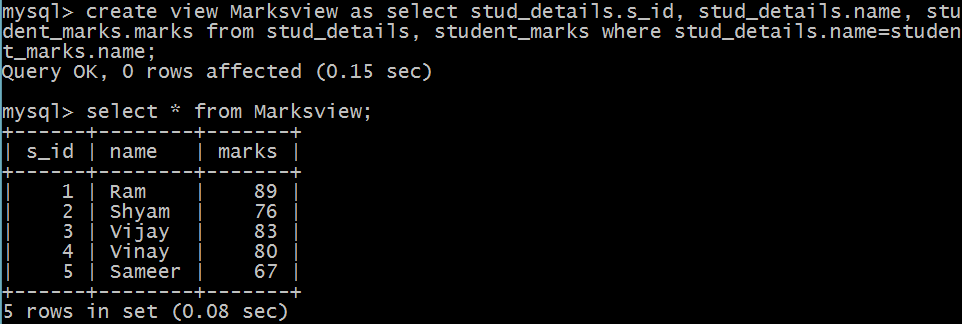 mysql> create view Marksview as select stud_details.s_id, stud_details.name, stu
dent_marks.marks from stud_details, student_marks where stud_details.name=studen
t_marks.name;
Query OK, 0 rows affected (0.15 sec)
mysql> select * from Marksview;
+------+--------+-------+
| s_id | name   | marks |
+------+--------+-------+
|    1 | Ram    |    89 |
|    2 | Shyam  |    76 |
|    3 | Vijay  |    83 |
|    4 | Vinay  |    80 |
|    5 | Sameer |    67 |
+------+--------+-------+
5 rows in set (0.08 sec)